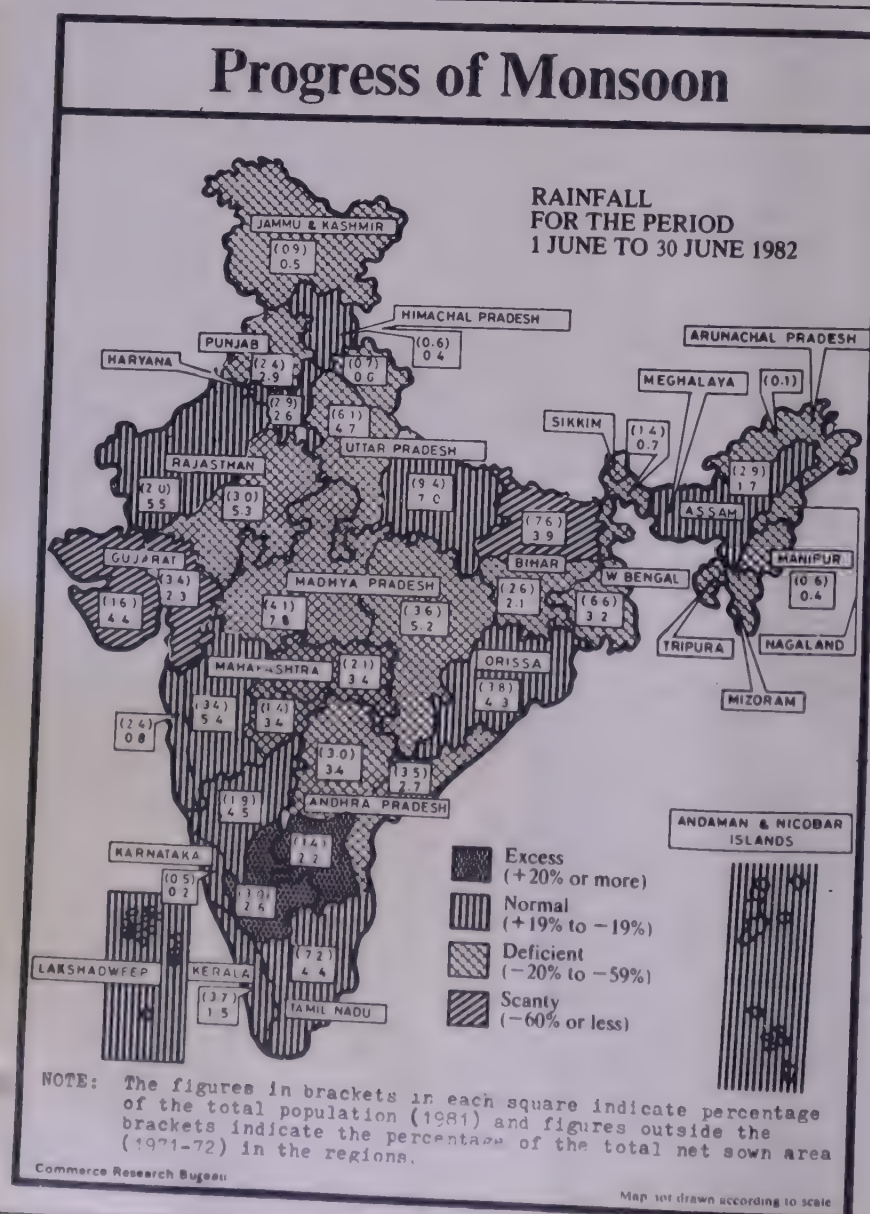 Progress of Monsoon
RAINFALL
FOR THE PERIOD
1 JUNE TO 30 JUNE 1982
JAMMU & KASHMIR
(0.9)
0.5
HIMACHAL PRADESH
(0.6)
0.4
PUNJAB
(2.4)
2.9
HARYANA
(0.7)
(2.9)
2.6
(6.1)
4.7
ARUNACHAL PRADESH
(0.1)
MEGHALAYA
SIKKIM
(1.4)
0.7
UTTAR PRADESH
RAJASTHAN
(2.0)
5.5
(3.0)
5.3
(9.4)
7.0
(2.9)
1.7
ASSAM
(7.6)
3.9
GUJARAT
(3.4)
2.3
(1.6)
4.4
BIHAR
MADHYA PRADESH
(4.1)
7.8
(3.6)
5.2
(2.6)
2.1
W BENGAL
(6.6)
3.2
MANIPUR
(0.6)
0.4
TRIPURA
NAGALAND
MIZORAM
MAHARASHTRA
(2.1)
3.4
ORISSA
(3.8)
4.3
(3.4)
5.4
(1.4)
3.4
(2.4)
0.8
(3.0)
3.4
(3.5)
2.7
ANDHRA PRADESH
(1.9)
4.5
(1.4)
2.2
KARNATAKA
(0.5)
0.2
2.6
(7.2)
4.4
LAKSHADWEEP
KERALA
(3.7)
1.5
TAMIL NADU
ANDAMAN & NICOBAR
ISLANDS
Excess
(+20% or more)
Normal
(+19% to −19%)
Deficient
(−20% to −59%)
Scanty
(−60% or less)
NOTE: The figures in brackets in each square indicate percentage
of the total population (1981) and figures outside the
brackets indicate the percentage of the total net sown area
(1971-72) in the regions.
Commerce Research Bureau
Map not drawn according to scale